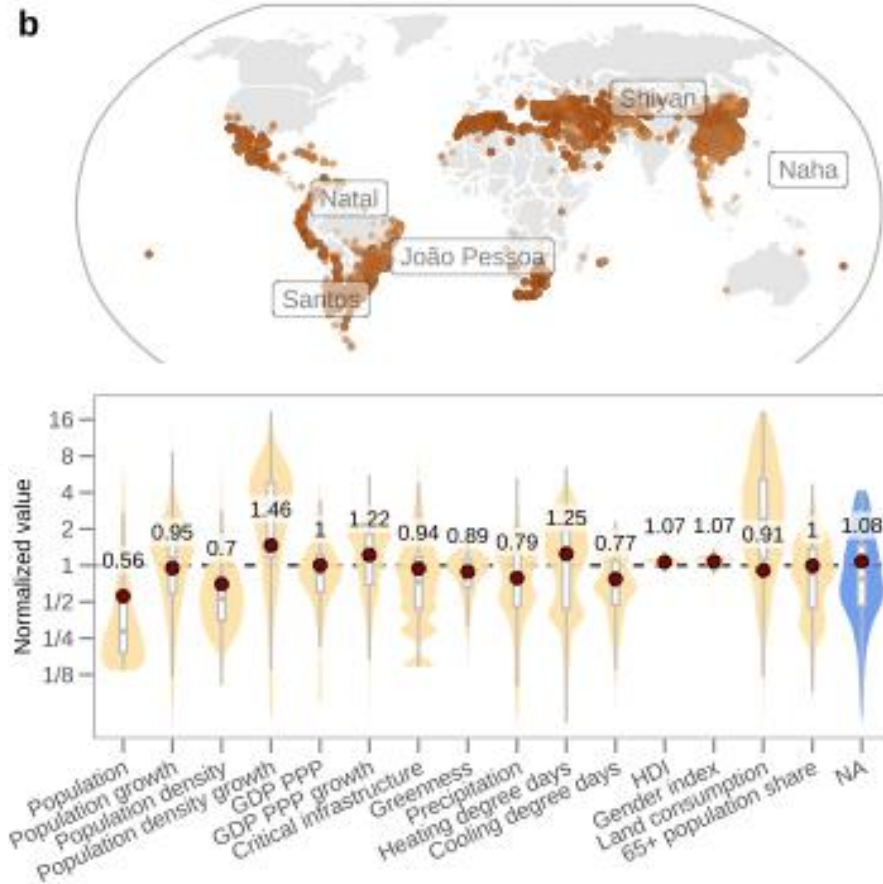 b
Shiyan
Naha
Natal
João Pessoa
Santos
Normalized value
16
8
4
2
1
1/2
1/4
1/8
0.56
0.95
0.7
1.46
1
1.22
0.94
0.89
0.79
1.25
0.77
1.07
1.07
0.91
1
1.08
Population
Population growth
Population density
Population density growth
GDP PPP
GDP PPP growth
Critical infrastructure
Greenness
Precipitation
Heating degree days
Cooling degree days
HDI
Gender index
Land consumption
65+ population share
NA